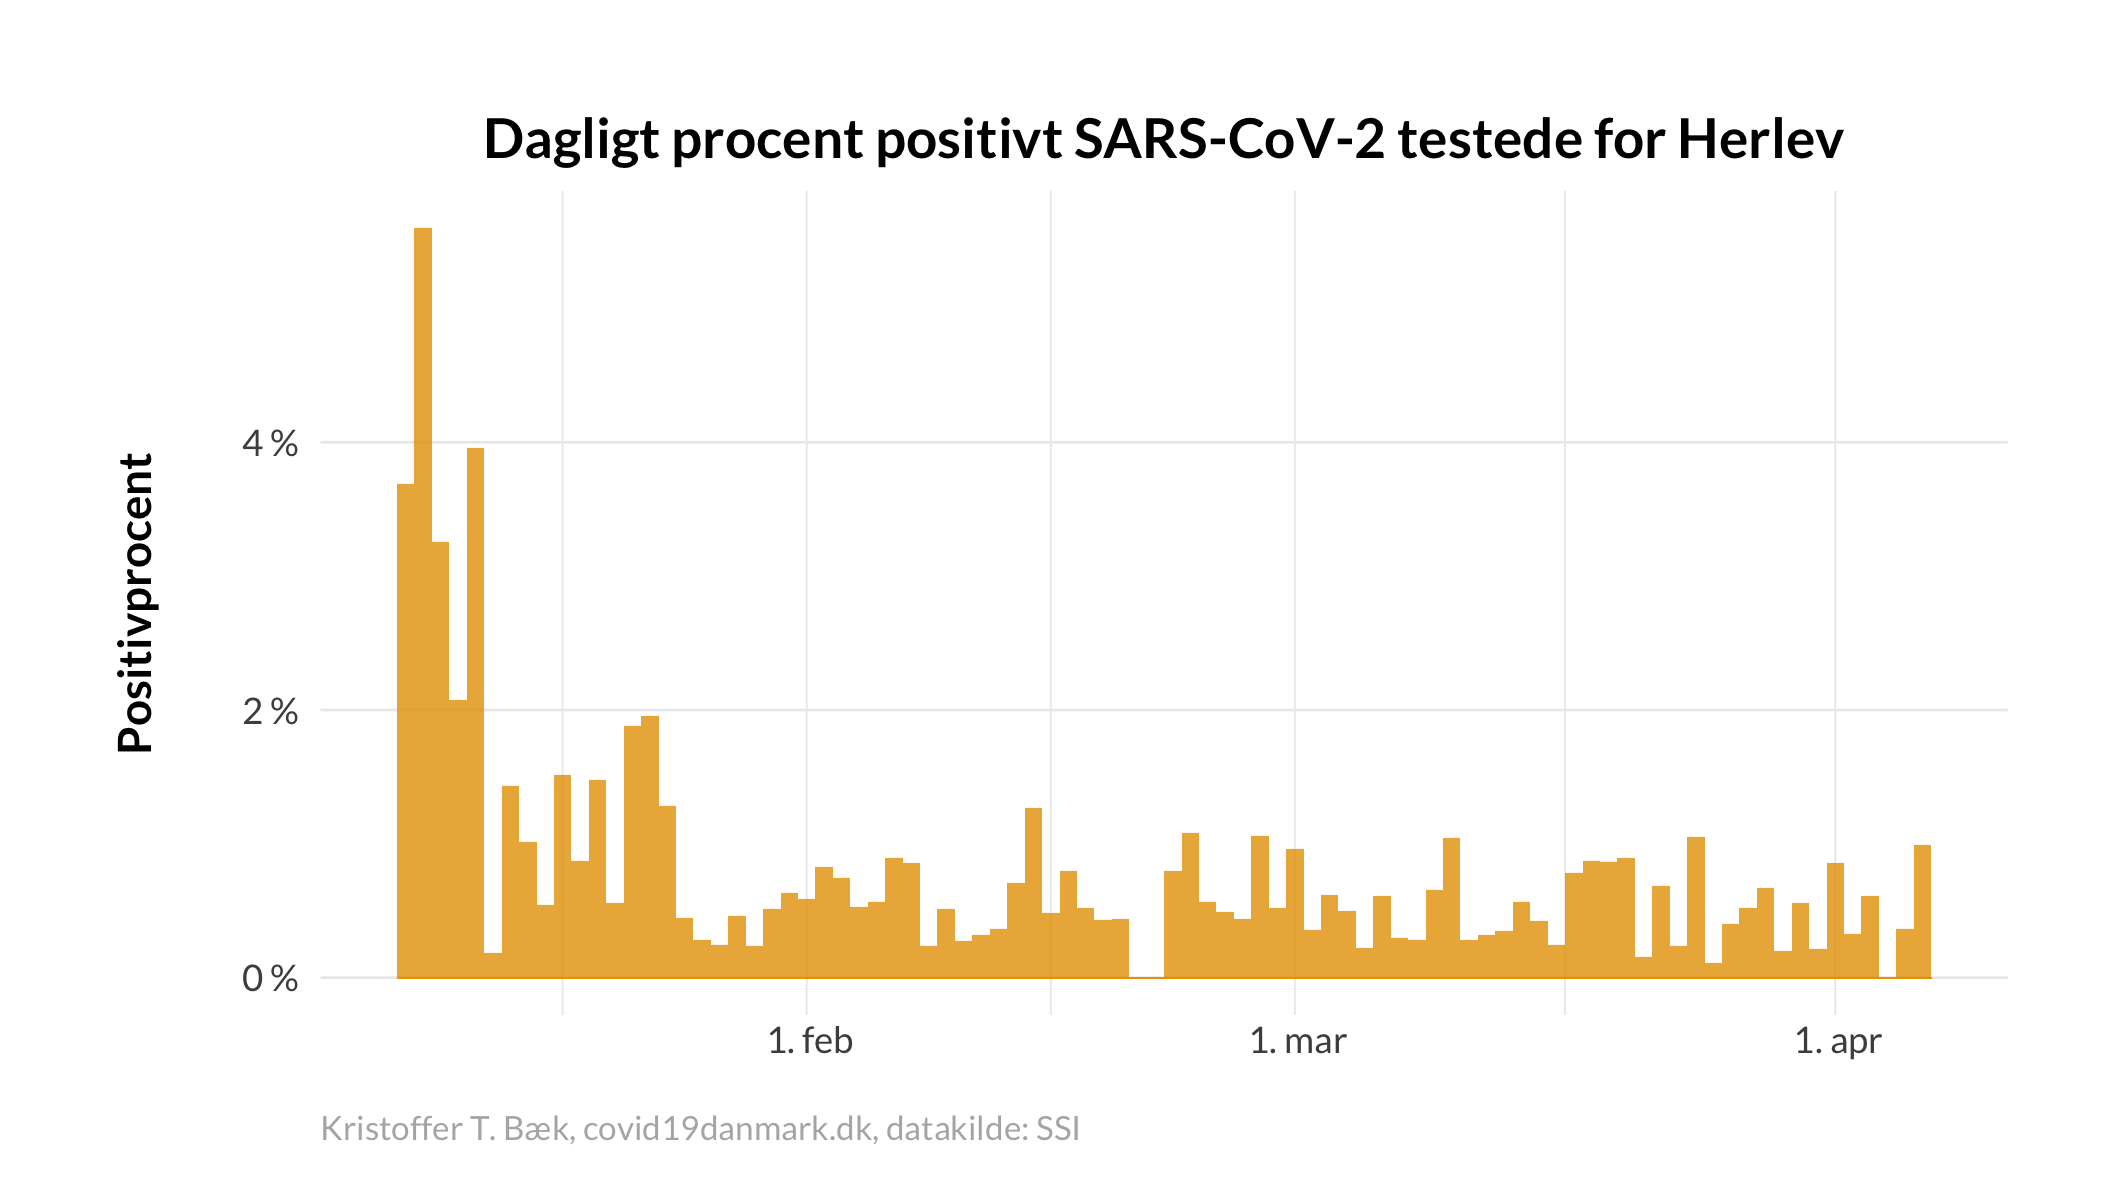 Dagligt procent positivt SARS-CoV-2 testede for Herlev
Positivprocent
4 %
2 %
0 %
1. feb
1. mar
1. apr
Kristoffer T. Bæk, covid19danmark.dk, datakilde: SSI